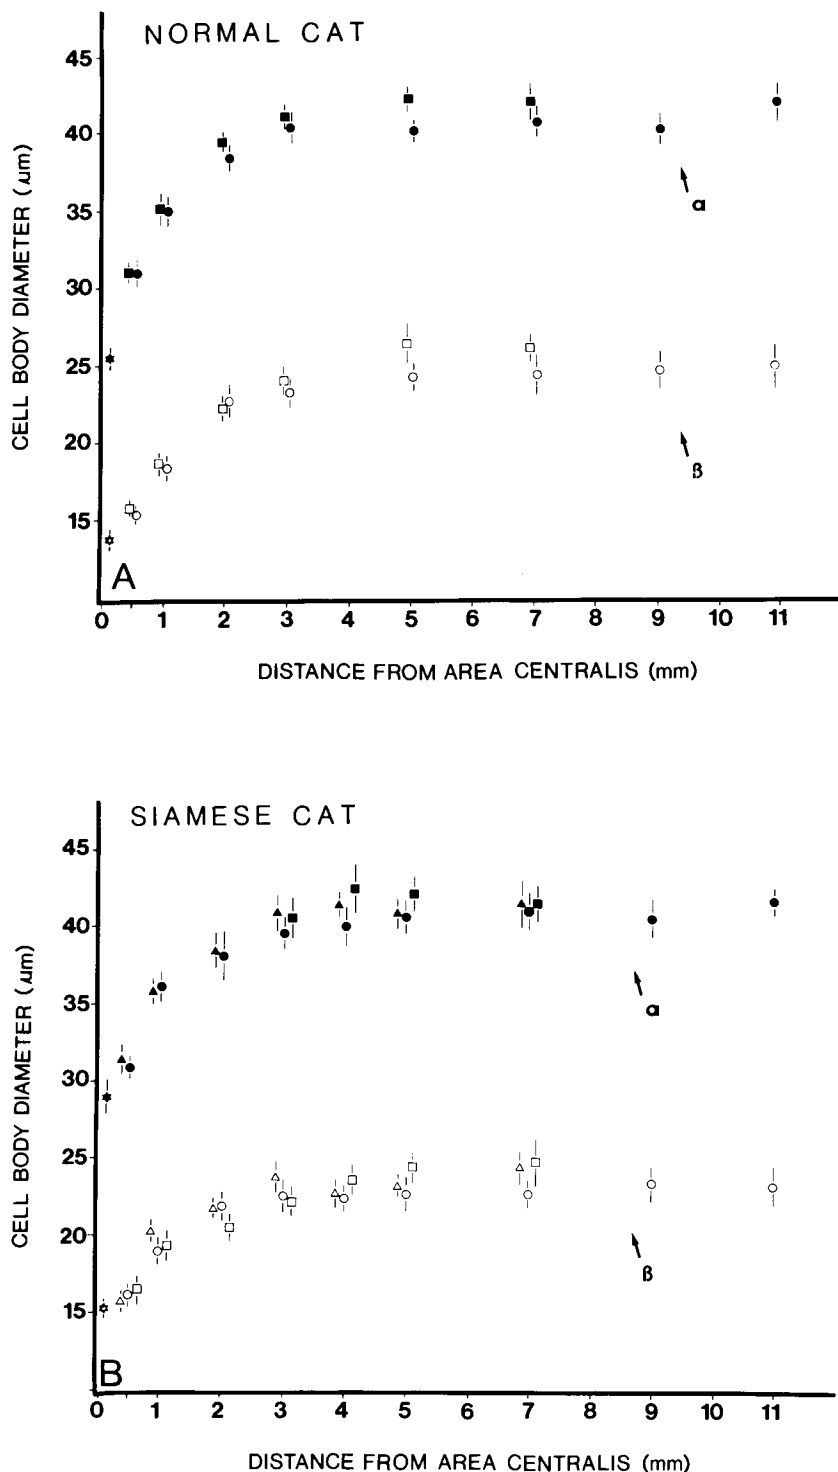 NORMAL CAT
CELL BODY DIAMETER (μm)
45
40
35
30
25
20
15
α
β
A
0 1 2 3 4 5 6 7 8 9 10 11
DISTANCE FROM AREA CENTRALIS (mm)
SIAMESE CAT
CELL BODY DIAMETER (μm)
45
40
35
30
25
20
15
α
β
B
0 1 2 3 4 5 6 7 8 9 10 11
DISTANCE FROM AREA CENTRALIS (mm)